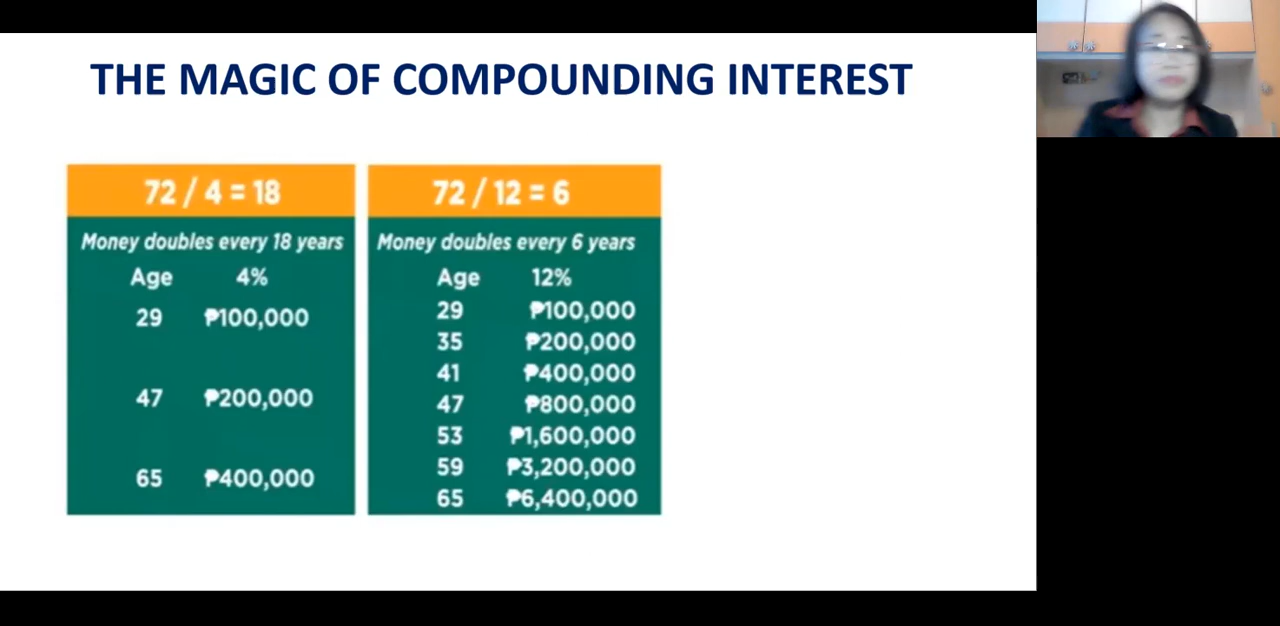 THE MAGIC OF COMPOUNDING INTEREST
72 / 4 = 18
Money doubles every 18 years
Age 4%
29 ₱100,000
47 ₱200,000
65 ₱400,000
72 / 12 = 6
Money doubles every 6 years
Age 12%
29 ₱100,000
35 ₱200,000
41 ₱400,000
47 ₱800,000
53 ₱1,600,000
59 ₱3,200,000
65 ₱6,400,000